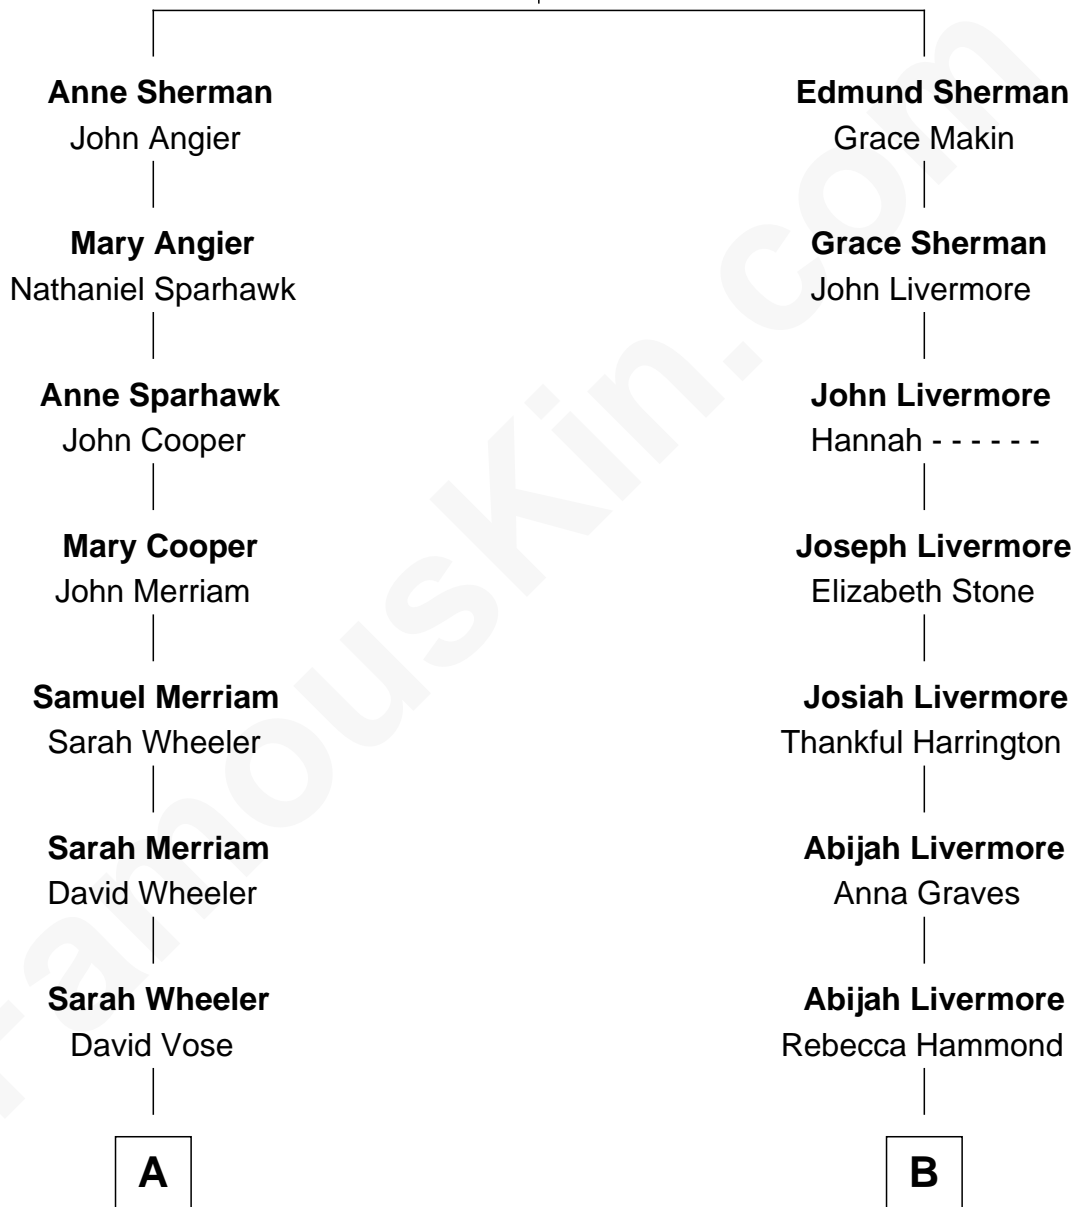 Anne Sherman
John Angier
Mary Angier
Nathaniel Sparhawk
Anne Sparhawk
John Cooper
Mary Cooper
John Merriam
Samuel Merriam
Sarah Wheeler
Sarah Merriam
David Wheeler
Sarah Wheeler
David Vose
A
Edmund Sherman
Grace Makin
Grace Sherman
John Livermore
John Livermore
Hannah - - - - - -
Joseph Livermore
Elizabeth Stone
Josiah Livermore
Thankful Harrington
Abijah Livermore
Anna Graves
Abijah Livermore
Rebecca Hammond
B
FamousKin.com